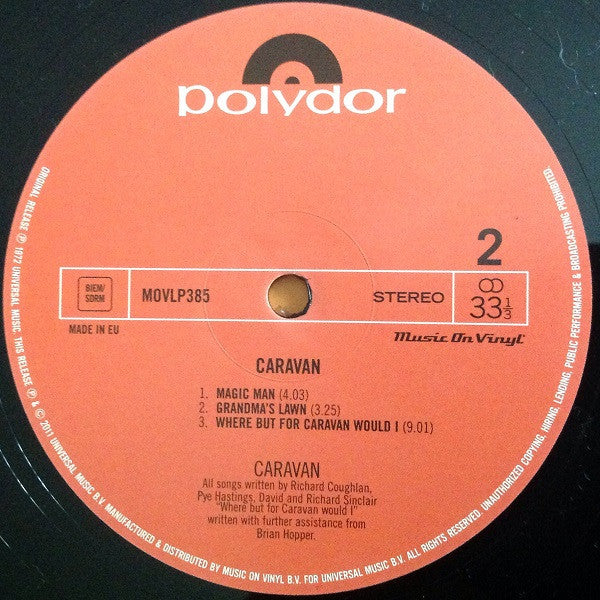 polydor
2
BIEM/
SDRM
MOVLP385
STEREO
33 1/3
MADE IN EU
Music On Vinyl
CARAVAN
1. MAGIC MAN (4.03)
2. GRANDMA'S LAWN (3.25)
3. WHERE BUT FOR CARAVAN WOULD I (9.01)
CARAVAN
All songs written by Richard Coughlan,
Pye Hastings, David and Richard Sinclair
"Where but for Caravan would I"
written with further assistance from
Brian Hopper.
ORIGINAL RELEASE ℗ 1972 UNIVERSAL MUSIC THIS RELEASE ℗ & © 2011 UNIVERSAL MUSIC B.V. MANUFACTURED & DISTRIBUTED BY MUSIC ON VINYL B.V. FOR UNIVERSAL MUSIC B.V. ALL RIGHTS RESERVED. UNAUTHORIZED COPYING, HIRING, LENDING, PUBLIC PERFORMANCE & BROADCASTING PROHIBITED.